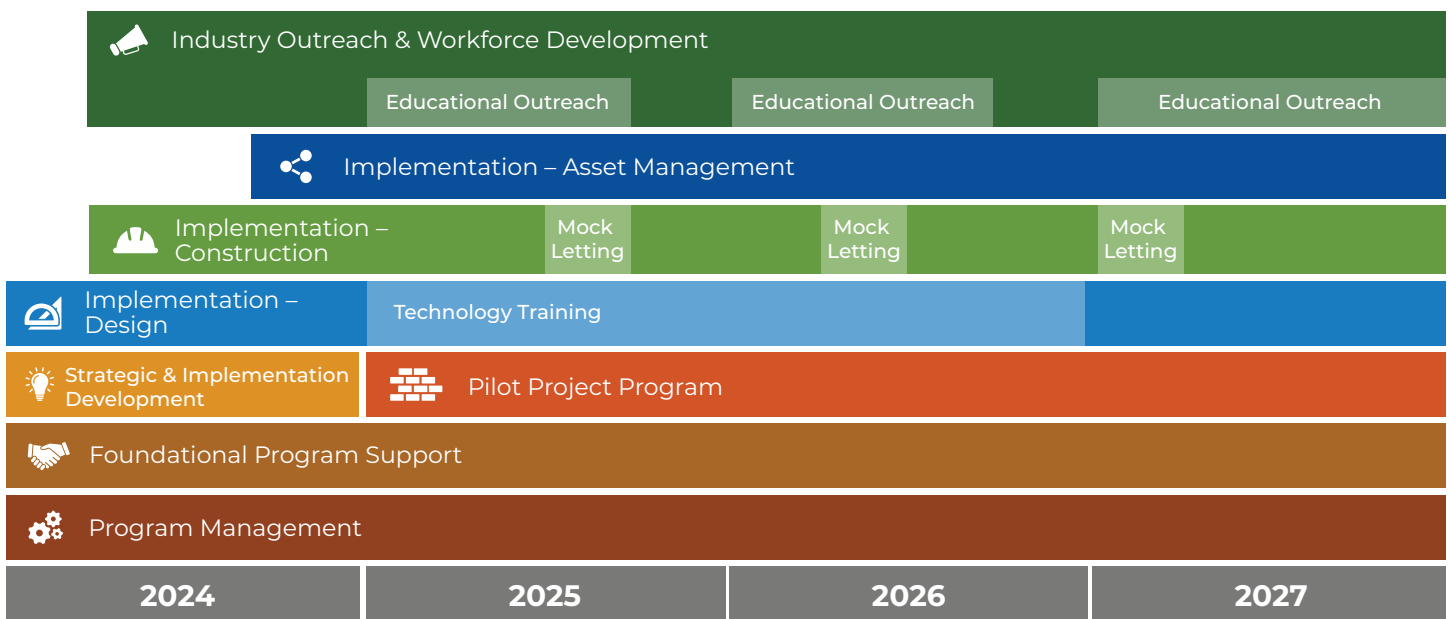 Industry Outreach & Workforce Development
Educational Outreach
Educational Outreach
Educational Outreach
Implementation – Asset Management
Implementation –
Construction
Mock
Letting
Mock
Letting
Mock
Letting
Implementation –
Design
Technology Training
Strategic & Implementation
Development
Pilot Project Program
Foundational Program Support
Program Management
2024
2025
2026
2027